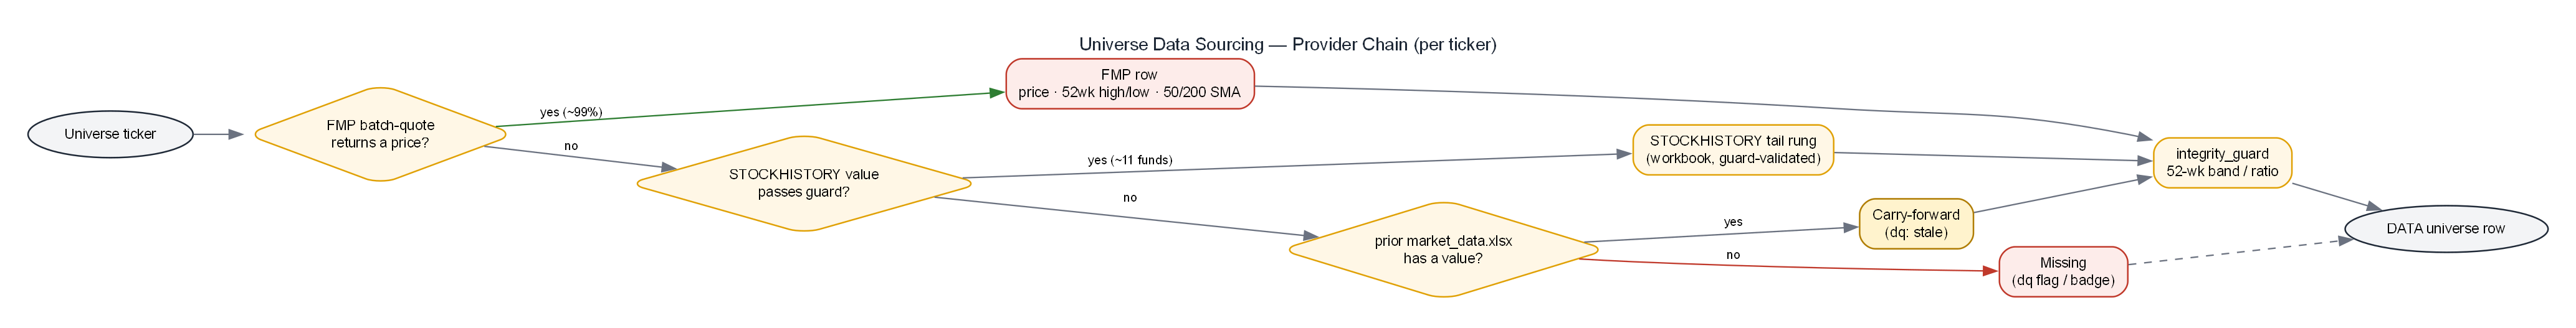 Universe Data Sourcing — Provider Chain (per ticker)
Universe ticker
FMP batch-quote
returns a price?
yes (~99%)
no
FMP row
price · 52wk high/low · 50/200 SMA
STOCKHISTORY value
passes guard?
yes (~11 funds)
no
STOCKHISTORY tail rung
(workbook, guard-validated)
prior market_data.xlsx
has a value?
yes
no
Carry-forward
(dq: stale)
Missing
(dq flag / badge)
integrity_guard
52-wk band / ratio
DATA universe row